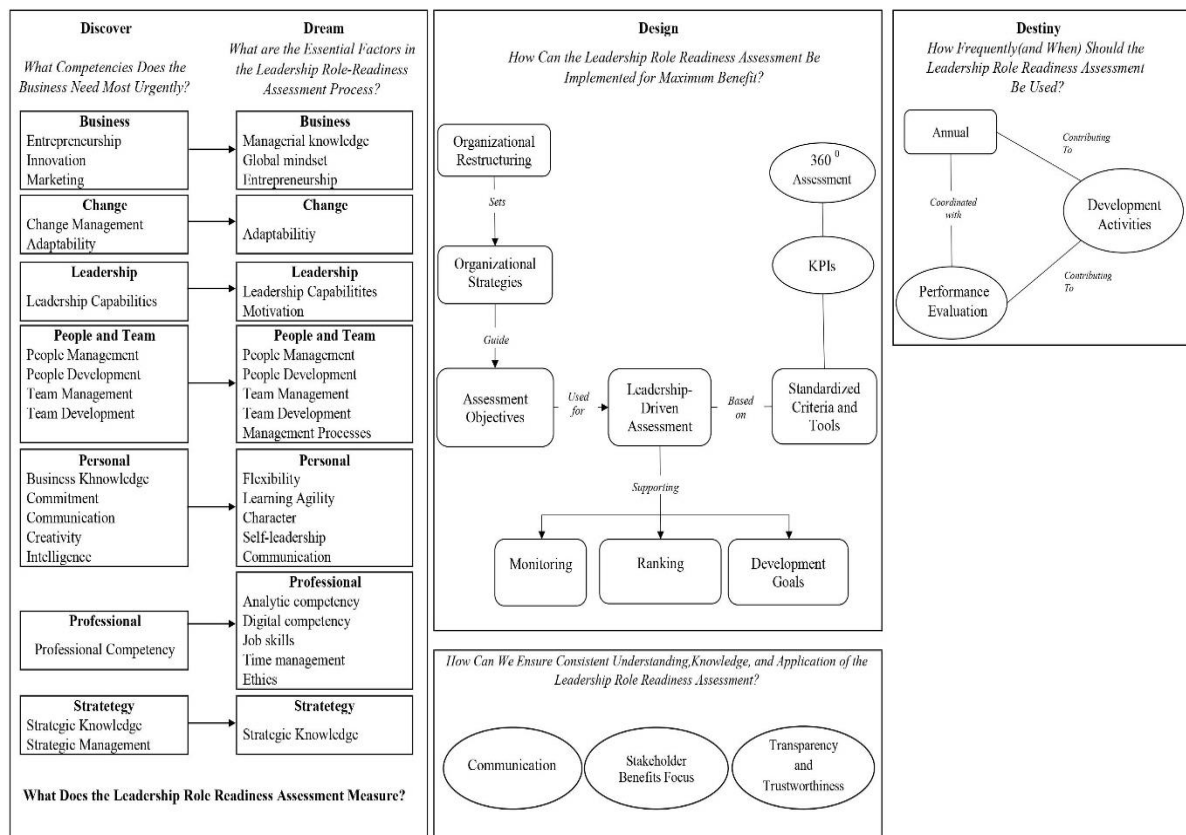 Discover
What Competencies Does the
Business Need Most Urgently?
Business
Entrepreneurship
Innovation
Marketing
Change
Change Management
Adaptability
Leadership
Leadership Capabilities
People and Team
People Management
People Development
Team Management
Team Development
Personal
Business Khnowledge
Commitment
Communication
Creativity
Intelligence
Professional
Professional Competency
Stratetegy
Strategic Knowledge
Strategic Management
Dream
What are the Essential Factors in
the Leadership Role-Readiness
Assessment Process?
Business
Managerial knowledge
Global mindset
Entrepreneurship
Change
Adaptabilitiy
Leadership
Leadership Capabilitites
Motivation
People and Team
People Management
People Development
Team Management
Team Development
Management Processes
Personal
Flexibility
Learning Agility
Character
Self-leadership
Communication
Professional
Analytic competency
Digital competency
Job skills
Time management
Ethics
Stratetegy
Strategic Knowledge
What Does the Leadership Role Readiness Assessment Measure?
Design
How Can the Leadership Role Readiness Assessment Be
Implemented for Maximum Benefit?
Organizational
Restructuring
Sets
Organizational
Strategies
Guide
Assessment
Objectives
Used
for
Leadership-
Driven
Assessment
Based
on
Standardized
Criteria and
Tools
KPIs
360 0
Assessment
Supporting
Monitoring
Ranking
Development
Goals
How Can We Ensure Consistent Understanding,Knowledge, and Application of the
Leadership Role Readiness Assessment?
Communication
Stakeholder
Benefits Focus
Transparency
and
Trustworthiness
Destiny
How Frequently(and When) Should the
Leadership Role Readiness Assessment
Be Used?
Annual
Contributing
To
Coordinated
with
Development
Activities
Performance
Evaluation
Contributing
To